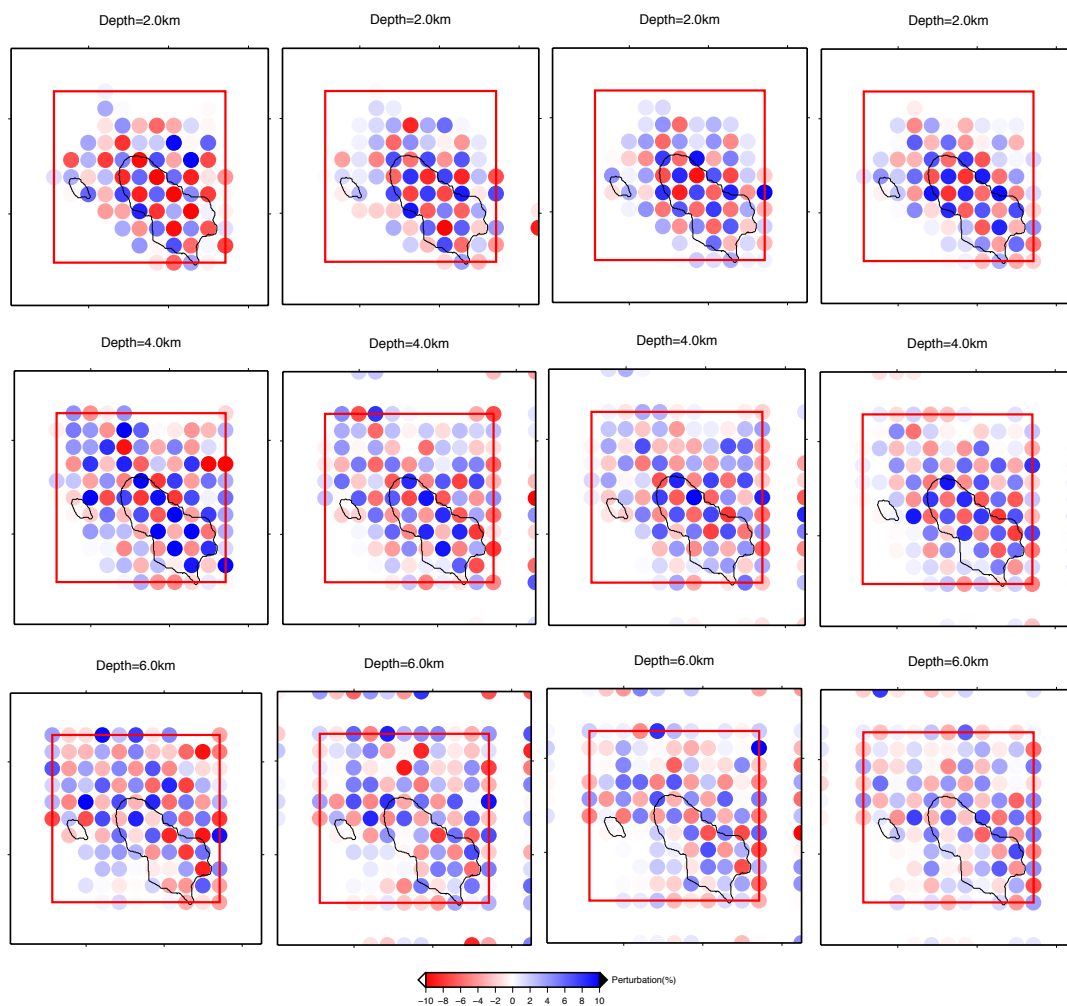 Depth=2.0km Depth=2.0km Depth=2.0km Depth=2.0km
Depth=4.0km Depth=4.0km Depth=4.0km Depth=4.0km
Depth=6.0km Depth=6.0km Depth=6.0km Depth=6.0km
Perturbation(%)
−10 −8 −6 −4 −2 0 2 4 6 8 10